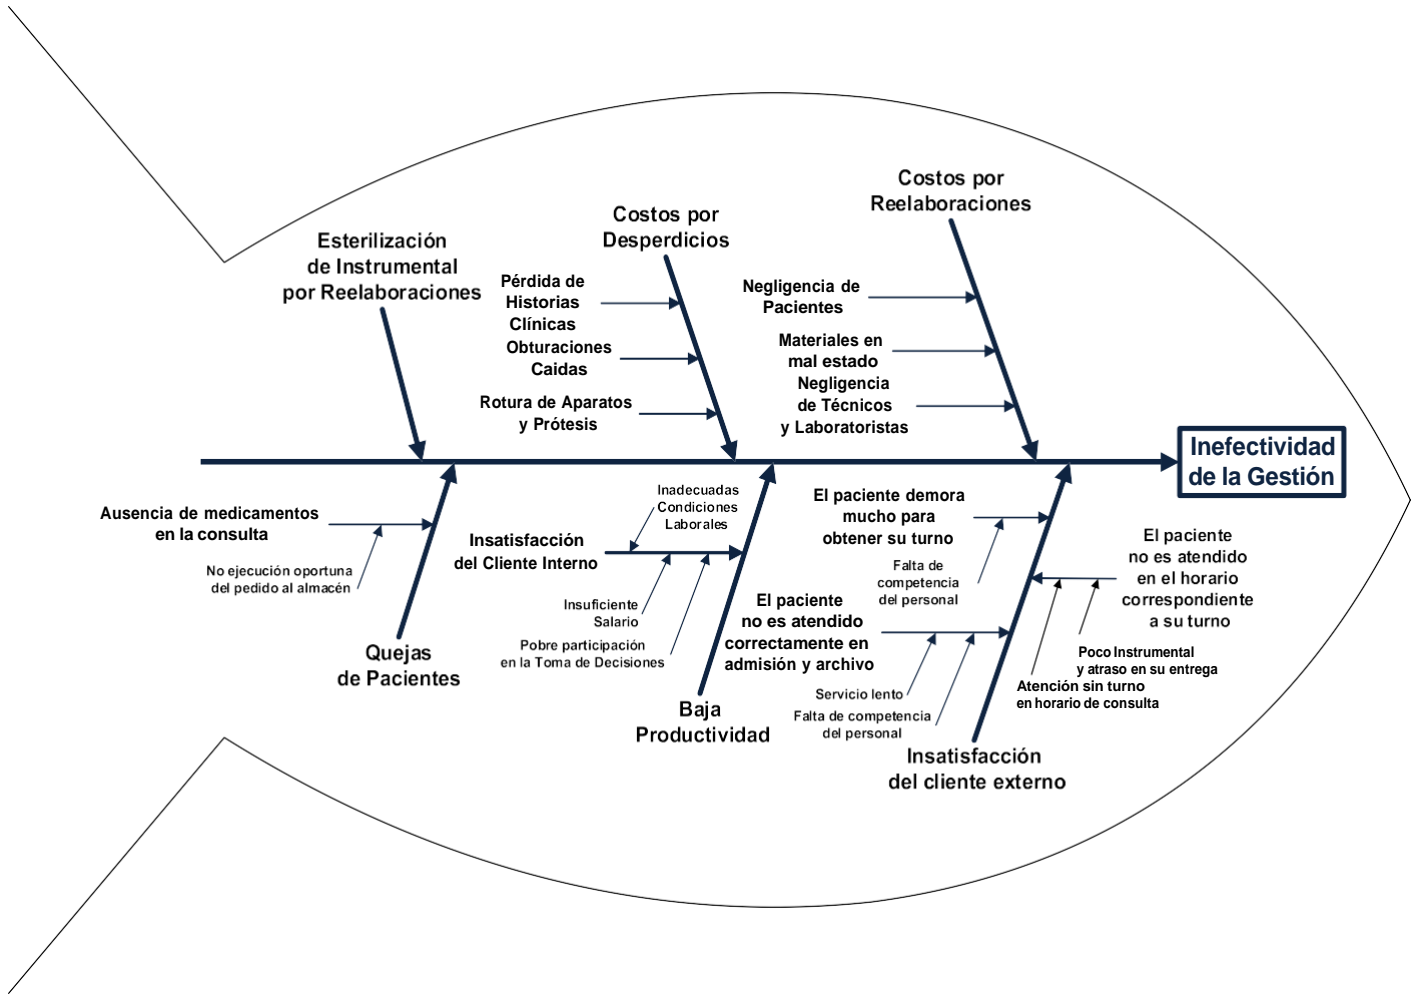 Costos por
Reelaboraciones
Costos por
Desperdicios
Esterilización
de Instrumental
por Reelaboraciones
Pérdida de
Historias
Clínicas
Obturaciones
Caidas
Rotura de Aparatos
y Prótesis
Negligencia de
Pacientes
Materiales en
mal estado
Negligencia
de Técnicos
y Laboratoristas
Inefectividad
de la Gestión
Ausencia de medicamentos
en la consulta
No ejecución oportuna
del pedido al almacén
Quejas
de Pacientes
Inadecuadas
Condiciones
Laborales
Insatisfacción
del Cliente Interno
Insuficiente
Salario
Pobre participación
en la Toma de Decisiones
Baja
Productividad
El paciente demora
mucho para
obtener su turno
Falta de
competencia
del personal
El paciente
no es atendido
correctamente en
admisión y archivo
Servicio lento
Falta de competencia
del personal
El paciente
no es atendido
en el horario
correspondiente
a su turno
Poco Instrumental
y atraso en su entrega
Atención sin turno
en horario de consulta
Insatisfacción
del cliente externo